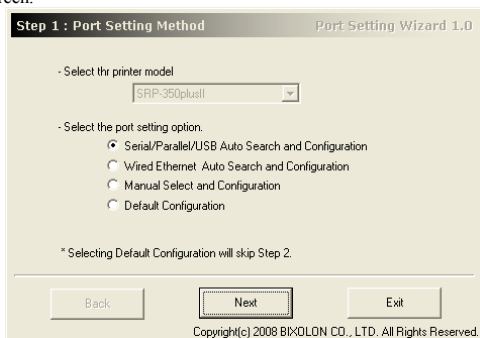 reen.
Step 1 : Port Setting Method
Port Setting Wizard 1.0
- Select thr printer model
SRP-350plusII
- Select the port setting option.
Serial/Parallel/USB Auto Search and Configuration
Wired Ethernet Auto Search and Configuration
Manual Select and Configuration
Default Configuration
* Selecting Default Configuration will skip Step 2.
Back
Next
Exit
Copyright(c) 2008 BIXOLON CO., LTD. All Rights Reserved.